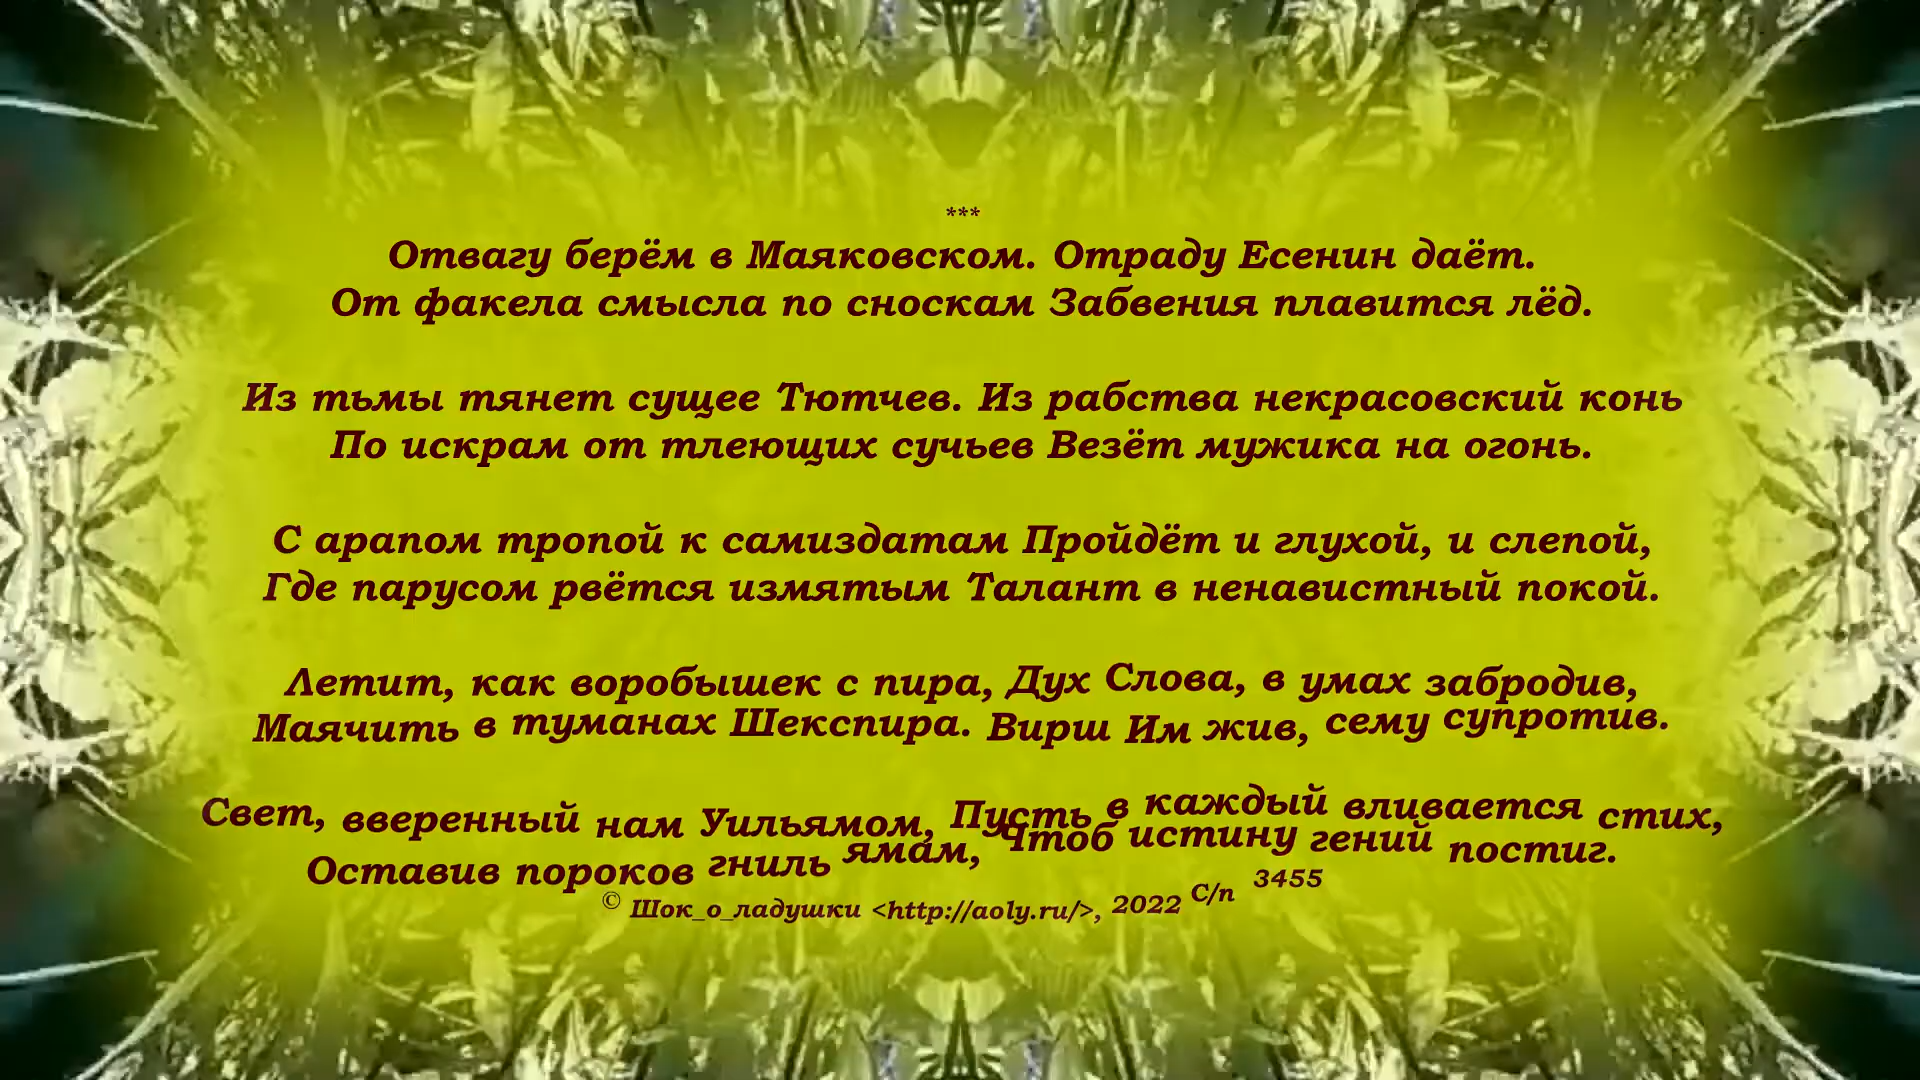 ***
Отвагу берём в Маяковском. Отраду Есенин даёт.
От факела смысла по сноскам Забвения плавится лёд.
Из тьмы тянет сущее Тютчев. Из рабства некрасовский конь
По искрам от тлеющих сучьев Везёт мужика на огонь.
С арапом тропой к самиздатам Пройдёт и глухой, и слепой,
Где парусом рвётся измятым Талант в ненавистный покой.
Летит, как воробышек с пира, Дух Слова, в умах забродив,
Маячить в туманах Шекспира. Вирш Им жив, сему супротив.
Свет, вверенный нам Уильямом, Пусть в каждый вливается стих,
Оставив пороков гниль ямам, Чтоб истину гений постиг.
© Шок_о_ладушки <http://aoly.ru/>, 2022 С/п 3455